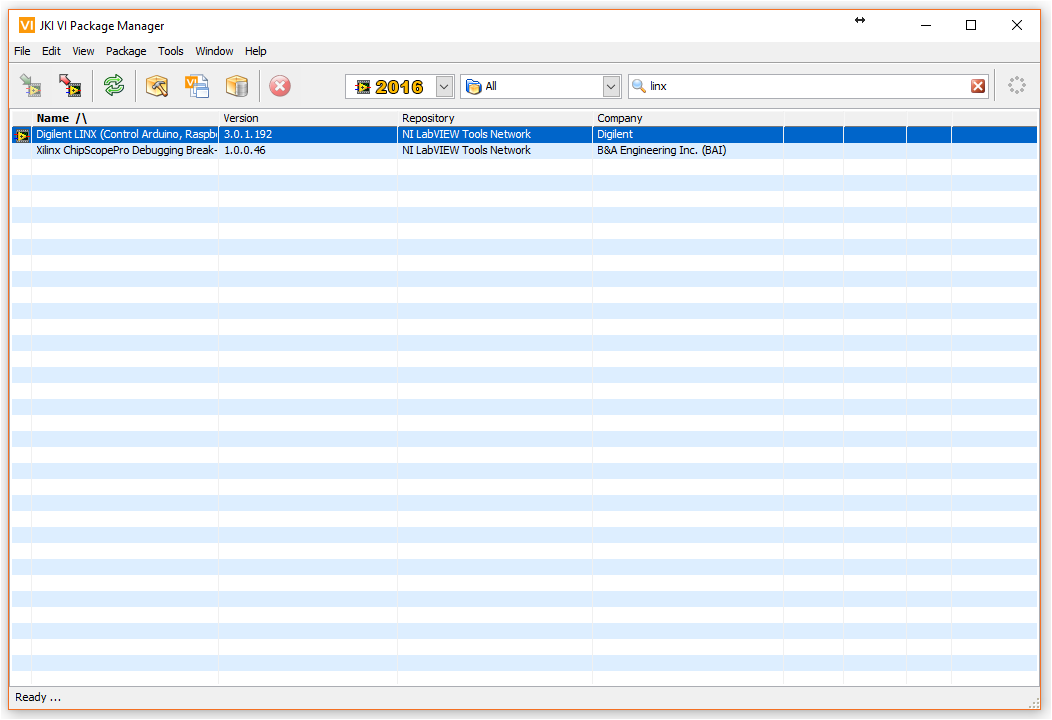 VI JKI VI Package Manager
File Edit View Package Tools Window Help
VI 2016 All linx
Name /\ Version Repository Company
Digilent LINX (Control Arduino, Raspb 3.0.1.192 NI LabVIEW Tools Network Digilent
Xilinx ChipScopePro Debugging Break- 1.0.0.46 NI LabVIEW Tools Network B&A Engineering Inc. (BAI)
Ready ...